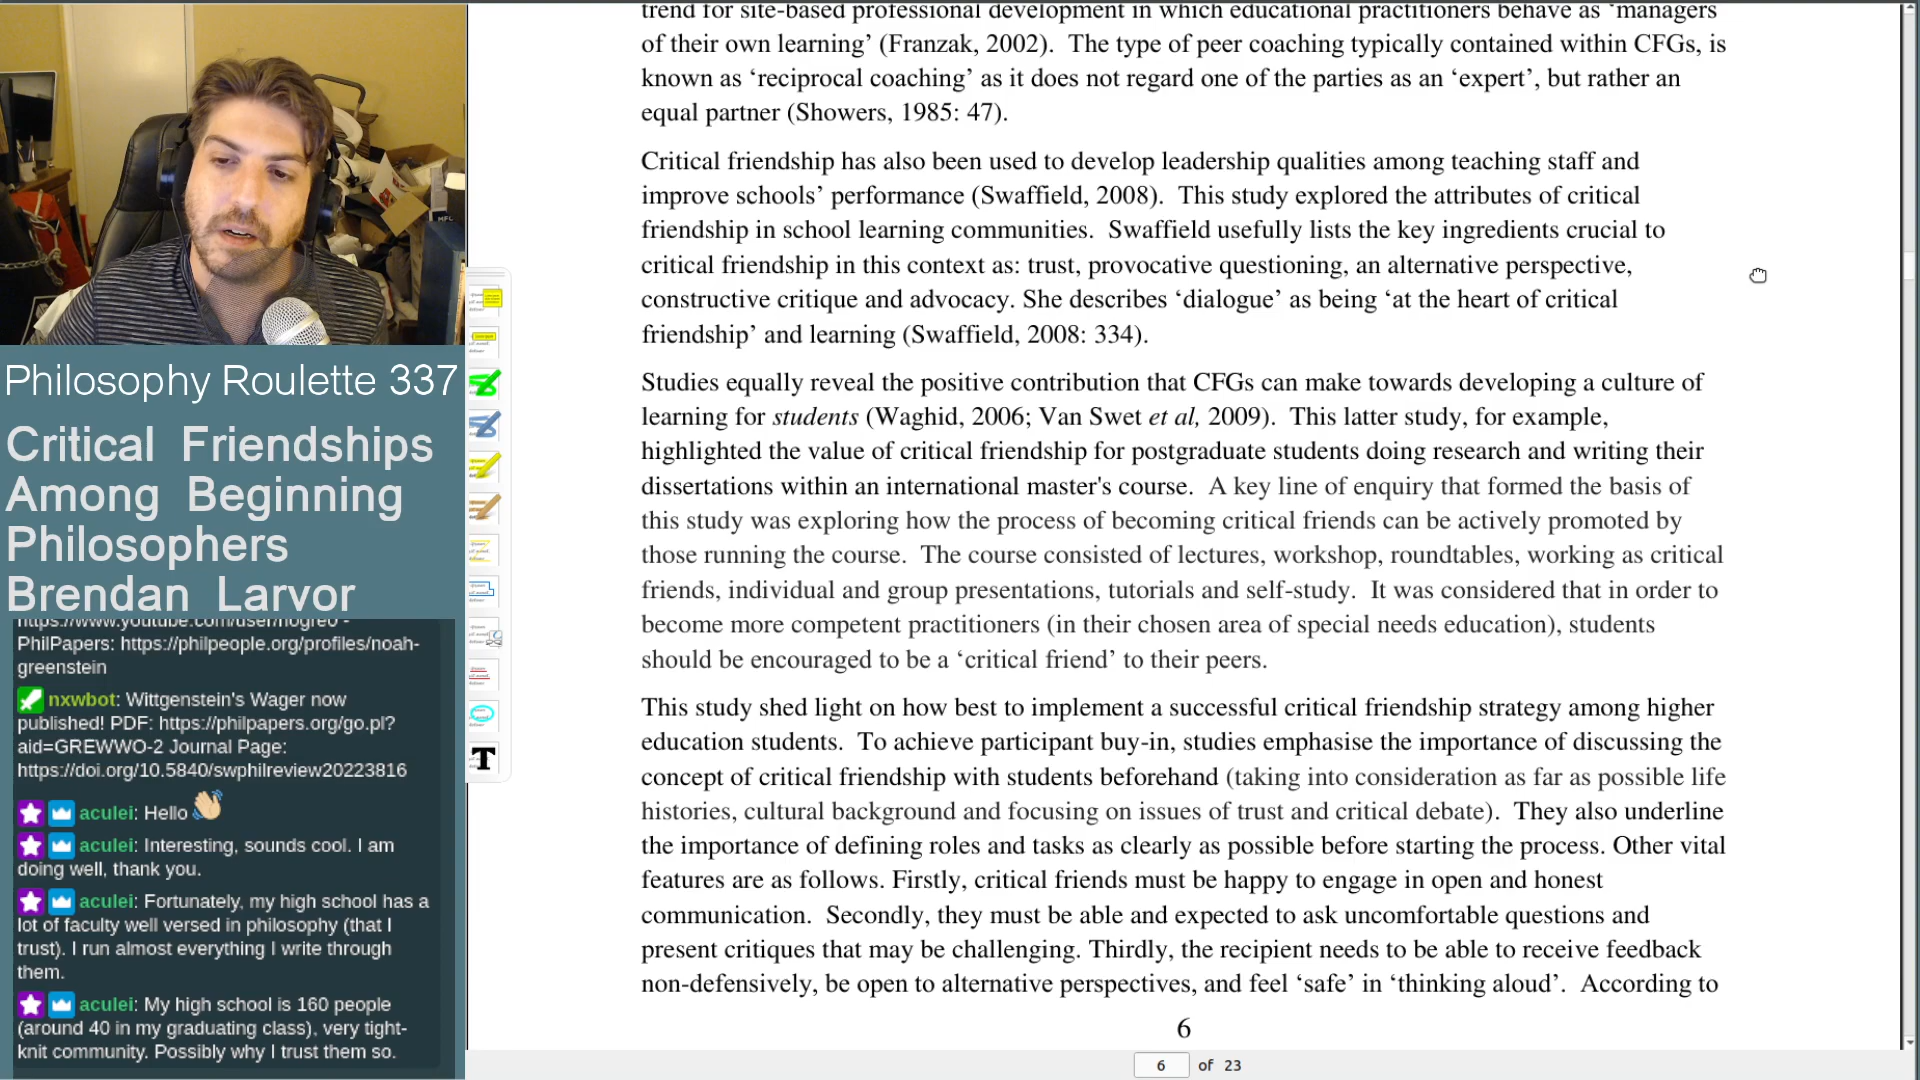 Philosophy Roulette 337
Critical Friendships
Among Beginning
Philosophers
Brendan Larvor
https://www.youtube.com/user/nogre0 -
PhilPapers: https://philpeople.org/profiles/noah-
greenstein
nxwbot: Wittgenstein's Wager now
published! PDF: https://philpapers.org/go.pl?
aid=GREWWO-2 Journal Page:
https://doi.org/10.5840/swphilreview20223816
aculei: Hello
aculei: Interesting, sounds cool. I am
doing well, thank you.
aculei: Fortunately, my high school has a
lot of faculty well versed in philosophy (that I
trust). I run almost everything I write through
them.
aculei: My high school is 160 people
(around 40 in my graduating class), very tight-
knit community. Possibly why I trust them so.
trend for site-based professional development in which educational practitioners behave as ‘managers
of their own learning’ (Franzak, 2002).  The type of peer coaching typically contained within CFGs, is
known as ‘reciprocal coaching’ as it does not regard one of the parties as an ‘expert’, but rather an
equal partner (Showers, 1985: 47).
Critical friendship has also been used to develop leadership qualities among teaching staff and
improve schools’ performance (Swaffield, 2008).  This study explored the attributes of critical
friendship in school learning communities.  Swaffield usefully lists the key ingredients crucial to
critical friendship in this context as: trust, provocative questioning, an alternative perspective,
constructive critique and advocacy. She describes ‘dialogue’ as being ‘at the heart of critical
friendship’ and learning (Swaffield, 2008: 334).
Studies equally reveal the positive contribution that CFGs can make towards developing a culture of
learning for students (Waghid, 2006; Van Swet et al, 2009).  This latter study, for example,
highlighted the value of critical friendship for postgraduate students doing research and writing their
dissertations within an international master's course.  A key line of enquiry that formed the basis of
this study was exploring how the process of becoming critical friends can be actively promoted by
those running the course.  The course consisted of lectures, workshop, roundtables, working as critical
friends, individual and group presentations, tutorials and self-study.  It was considered that in order to
become more competent practitioners (in their chosen area of special needs education), students
should be encouraged to be a ‘critical friend’ to their peers.
This study shed light on how best to implement a successful critical friendship strategy among higher
education students.  To achieve participant buy-in, studies emphasise the importance of discussing the
concept of critical friendship with students beforehand (taking into consideration as far as possible life
histories, cultural background and focusing on issues of trust and critical debate).  They also underline
the importance of defining roles and tasks as clearly as possible before starting the process. Other vital
features are as follows. Firstly, critical friends must be happy to engage in open and honest
communication.  Secondly, they must be able and expected to ask uncomfortable questions and
present critiques that may be challenging. Thirdly, the recipient needs to be able to receive feedback
non-defensively, be open to alternative perspectives, and feel ‘safe’ in ‘thinking aloud’.  According to
6
6 of 23
T